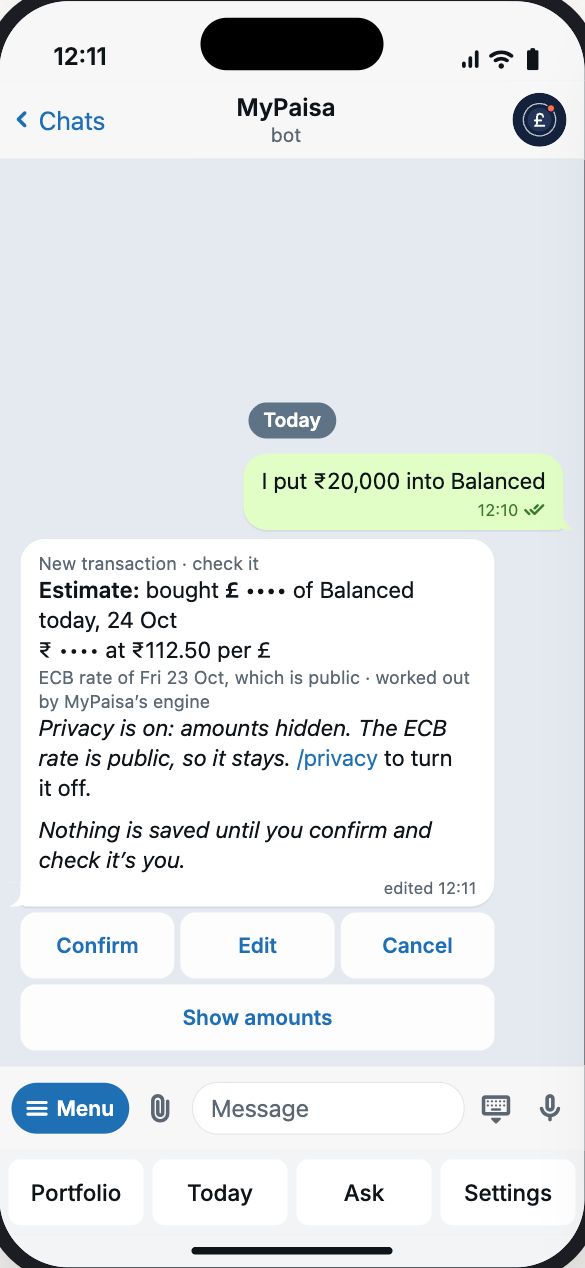 12:11
Chats
MyPaisa
bot
£
Today
I put ₹20,000 into Balanced
12:10
New transaction · check it
Estimate: bought £ •••• of Balanced
today, 24 Oct
₹ •••• at ₹112.50 per £
ECB rate of Fri 23 Oct, which is public · worked out
by MyPaisa’s engine
Privacy is on: amounts hidden. The ECB
rate is public, so it stays. /privacy to turn
it off.
Nothing is saved until you confirm and
check it’s you.
edited 12:11
Confirm Edit Cancel
Show amounts
Menu Message
Portfolio Today Ask Settings